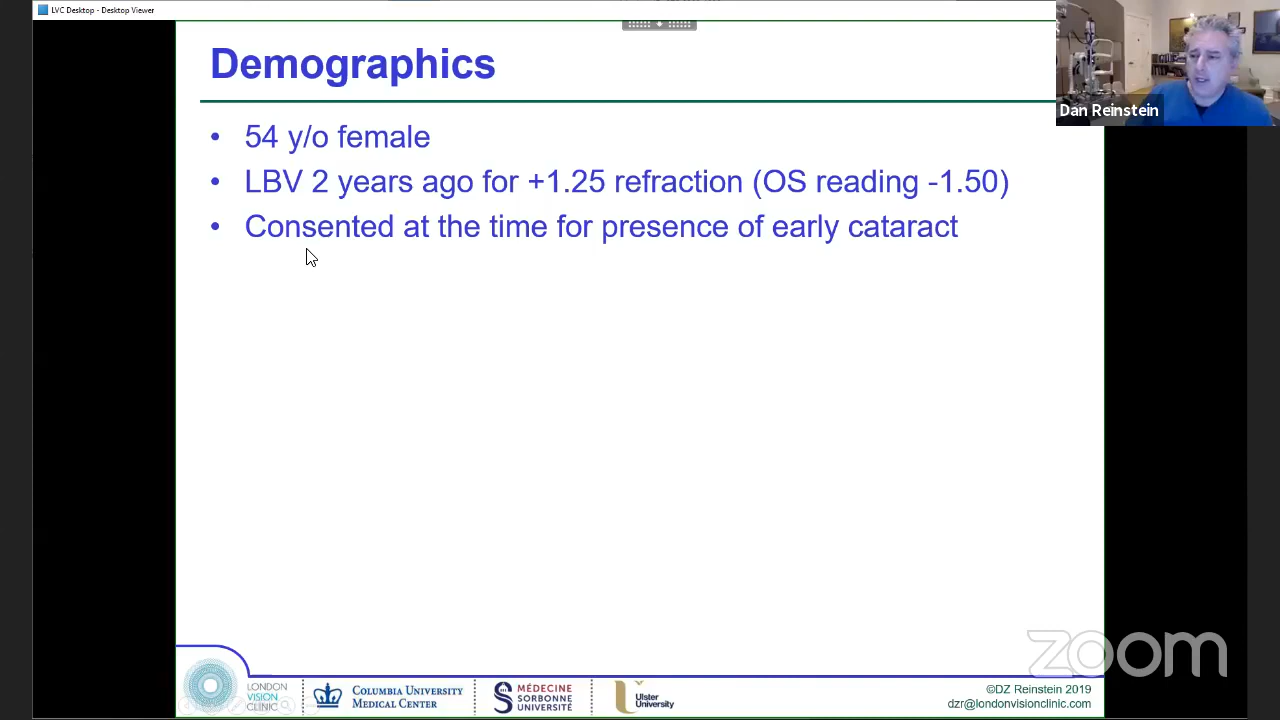 LVC Desktop - Desktop Viewer
Demographics
Dan Reinstein
• 54 y/o female
• LBV 2 years ago for +1.25 refraction (OS reading -1.50)
• Consented at the time for presence of early cataract
zoom
LONDON
VISION
CLINIC
COLUMBIA UNIVERSITY
MEDICAL CENTER
MÉDECINE
SORBONNE
UNIVERSITÉ
Ulster
University
©DZ Reinstein 2019
dzr@londonvisionclinic.com